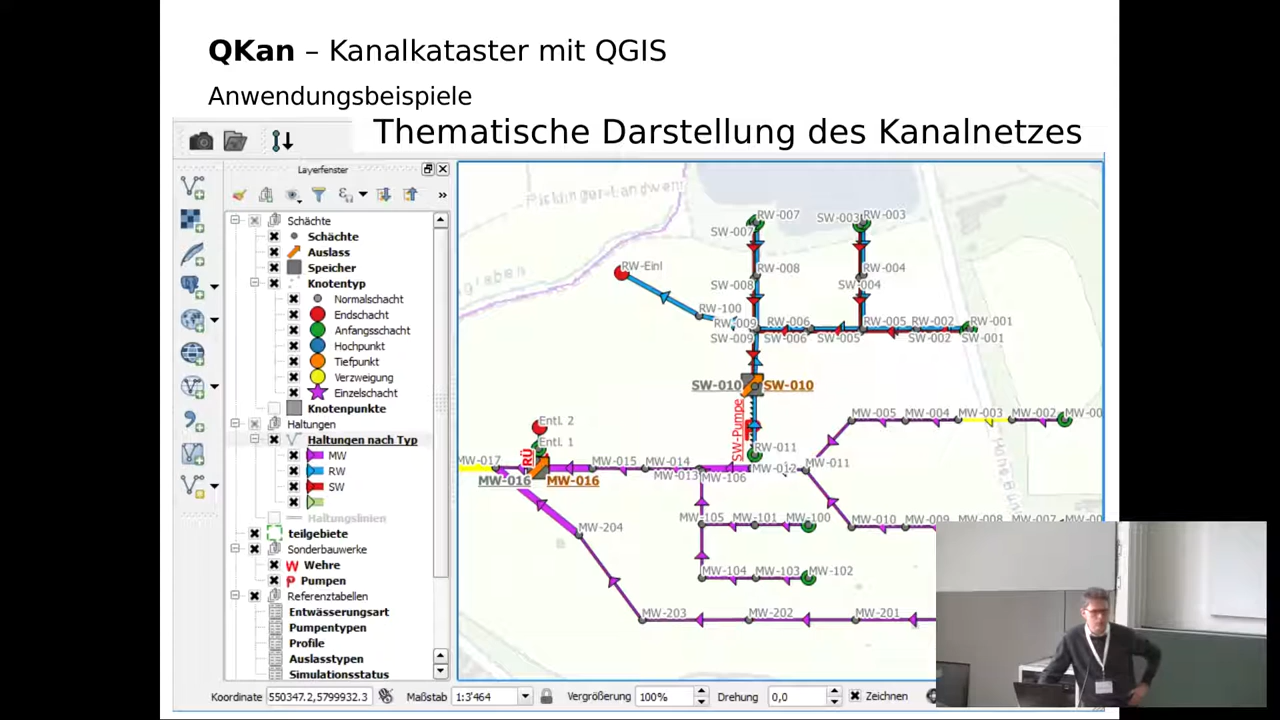 QKan – Kanalkataster mit QGIS
Anwendungsbeispiele
Thematische Darstellung des Kanalnetzes
Layerfenster
Schächte
Schächte
Auslass
Speicher
Knotentyp
Normalschacht
Endschacht
Anfangsschacht
Hochpunkt
Tiefpunkt
Verzweigung
Einzelschacht
Knotenpunkte
Haltungen
Haltungen nach Typ
MW
RW
SW
Haltungslinien
teilgebiete
Sonderbauwerke
Wehre
Pumpen
Referenztabellen
Entwässerungsart
Pumpentypen
Profile
Auslasstypen
Simulationsstatus
graben
RW-007 SW-003 RW-003
SW-007
RW-Einl RW-008 RW-004
SW-008 SW-004
RW-100
RW-009 RW-006 RW-005 RW-002 RW-001
SW-009 SW-006 SW-005 SW-002 SW-001
SW-010 SW-010
SW-Pumpe
Entl. 2 MW-005 MW-004 MW-003 MW-002 MW-00
Entl. 1 RW-011
RÜ
MW-017 MW-015 MW-014 MW-012 MW-011
MW-016 MW-016 MW-013 MW-106
MW-204 MW-105 MW-101 MW-100 MW-010 MW-009 MW-008 MW-007
MW-104 MW-103 MW-102
MW-203 MW-202 MW-201
Koordinate 550347.2,5799932.3 Maßstab 1:3'464 Vergrößerung 100% Drehung 0,0 Zeichnen